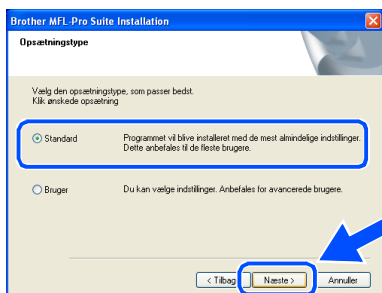 Brother MFL-Pro Suite Installation
Opsætningstype
Vælg den opsætningstype, som passer bedst.
Klik ønskede opsætning
Standard
Programmet vil blive installeret med de mest almindelige indstillinger.
Dette anbefales til de fleste brugere.
Bruger
Du kan vælge indstillinger. Anbefales for avancerede brugere.
< Tilbage
Næste >
Annuller